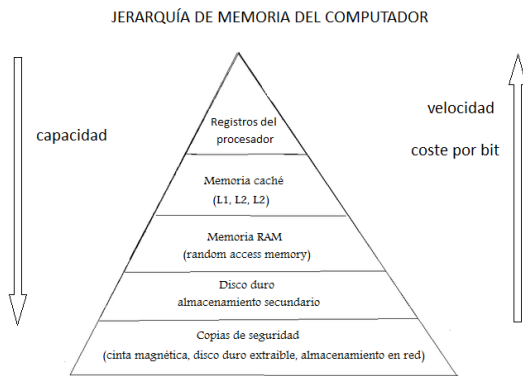 JERARQUÍA DE MEMORIA DEL COMPUTADOR
capacidad
velocidad
coste por bit
Registros del
procesador
Memoria caché
(L1, L2, L2)
Memoria RAM
(random access memory)
Disco duro
almacenamiento secundario
Copias de seguridad
(cinta magnética, disco duro extraible, almacenamiento en red)